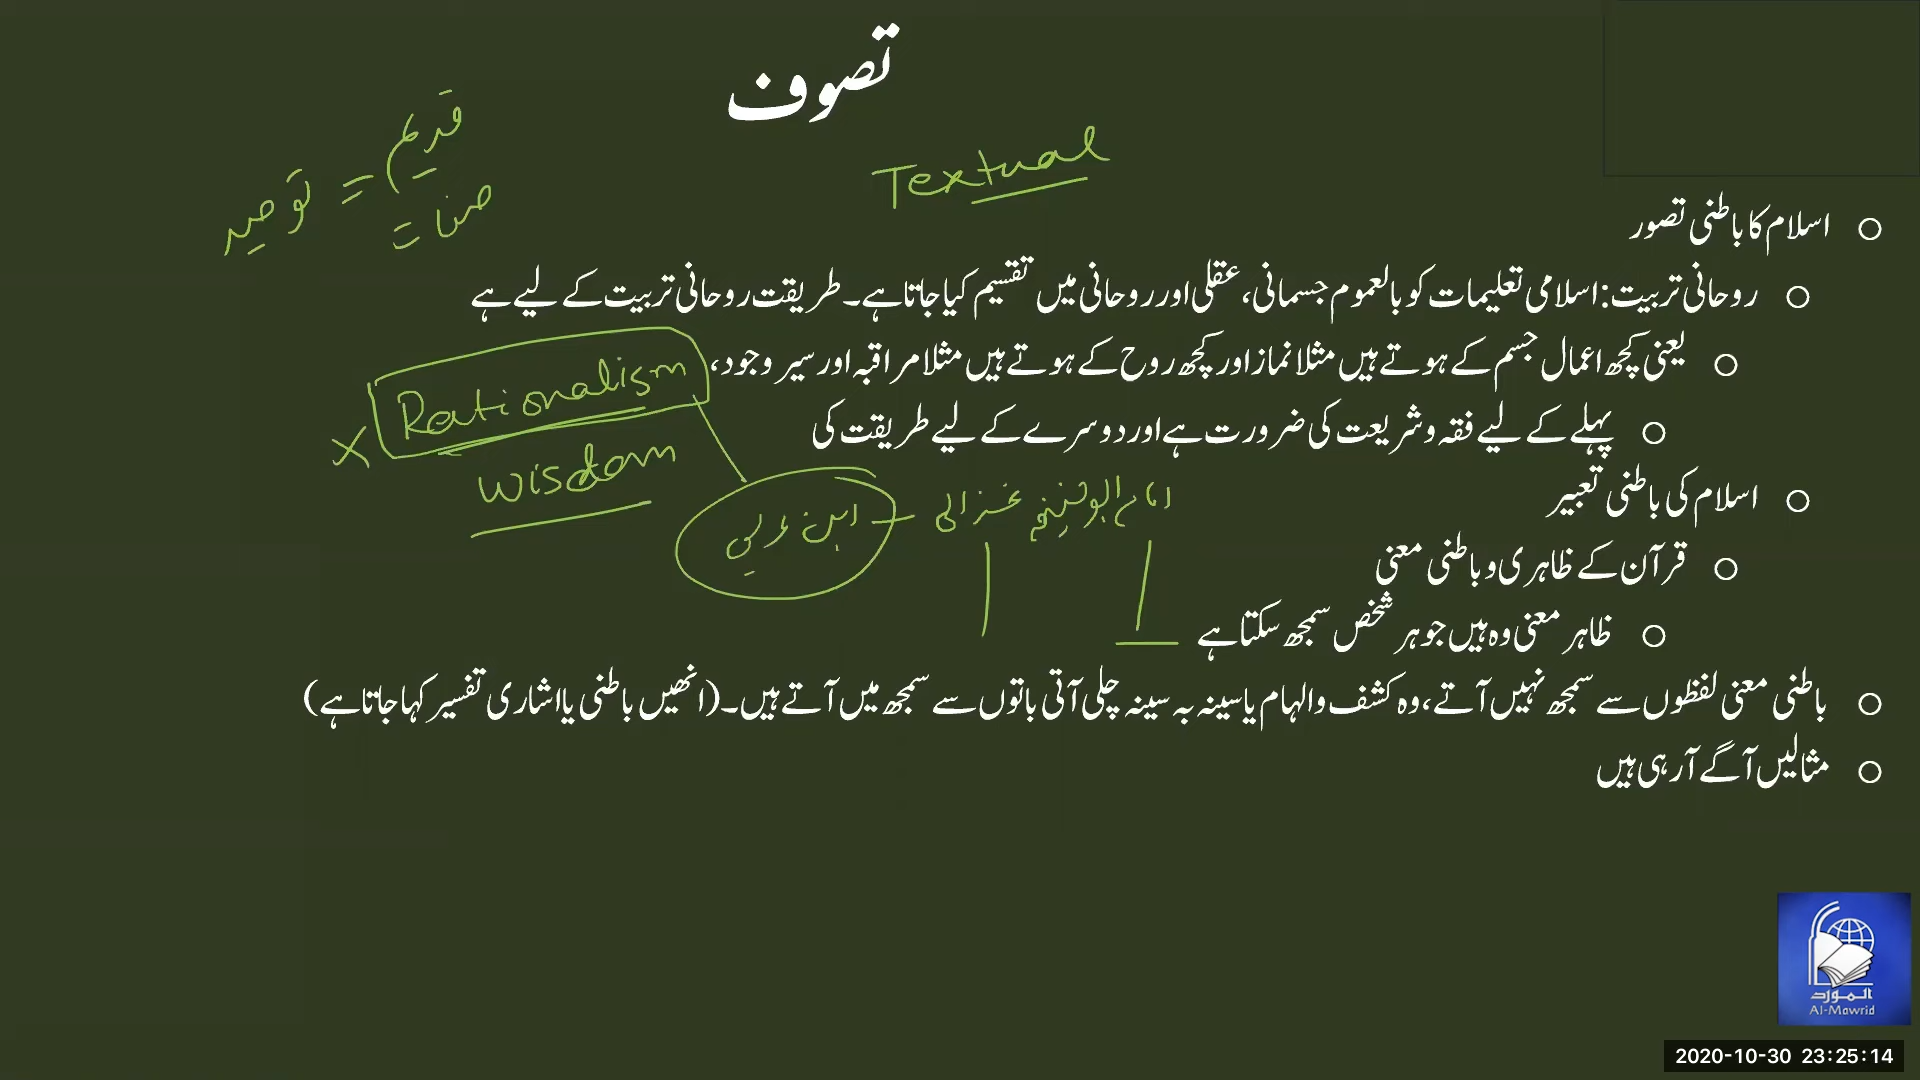 تصوف
Textual
قدیم = توحید
=
اسلام کا باطنی تصور
روحانی تربیت: اسلامی تعلیمات کو بالعموم جسمانی، عقلی اور روحانی میں تقسیم کیا جاتا ہے۔ طریقت روحانی تربیت کے لیے ہے
یعنی کچھ اعمال جسم کے ہوتے ہیں مثلا نماز اور کچھ روح کے ہوتے ہیں مثلا مراقبہ اور سیر وجود،
Rationalism
X
پہلے کے لیے فقہ و شریعت کی ضرورت ہے اور دوسرے کے لیے طریقت کی
wisdom
اسلام کی باطنی تعبیر
امام ابو حنیفہ غزالی - ابن عربی
قرآن کے ظاہری و باطنی معنی
ظاہر معنی وہ ہیں جو ہر شخص سمجھ سکتا ہے
باطنی معنی لفظوں سے سمجھ نہیں آتے، وہ کشف و الہام یا سینہ بہ سینہ چلی آتی باتوں سے سمجھ میں آتے ہیں۔ (انھیں باطنی یا اشاری تفسیر کہا جاتا ہے)
مثالیں آگے آ رہی ہیں
المورد
Al-Mawrid
2020-10-30 23:25:14